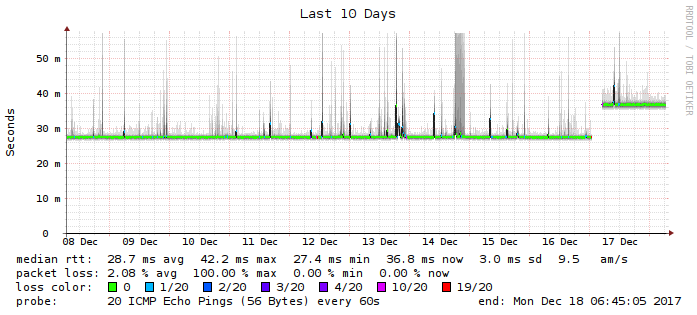 Last 10 Days
RRDTOOL / TOBI OETIKER
Seconds
50 m
40 m
30 m
20 m
10 m
0
08 Dec 09 Dec 10 Dec 11 Dec 12 Dec 13 Dec 14 Dec 15 Dec 16 Dec 17 Dec
median rtt: 28.7 ms avg 42.2 ms max 27.4 ms min 36.8 ms now 3.0 ms sd 9.5 am/s
packet loss: 2.08 % avg 100.00 % max 0.00 % min 0.00 % now
loss color: 0 1/20 2/20 3/20 4/20 10/20 19/20
probe: 20 ICMP Echo Pings (56 Bytes) every 60s end: Mon Dec 18 06:45:05 2017